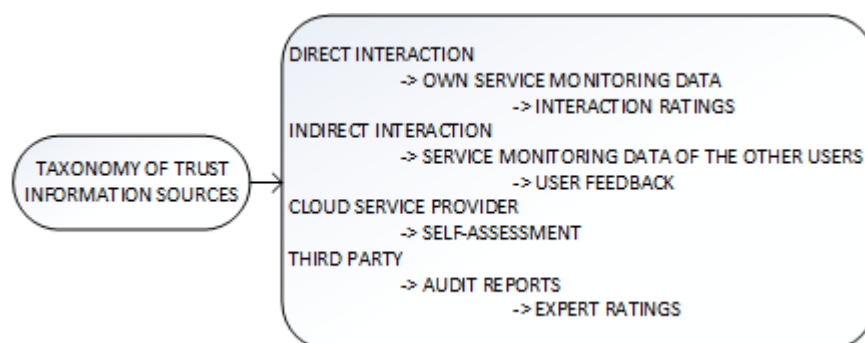 TAXONOMY OF TRUST
INFORMATION SOURCES
DIRECT INTERACTION
-> OWN SERVICE MONITORING DATA
-> INTERACTION RATINGS
INDIRECT INTERACTION
-> SERVICE MONITORING DATA OF THE OTHER USERS
-> USER FEEDBACK
CLOUD SERVICE PROVIDER
-> SELF-ASSESSMENT
THIRD PARTY
-> AUDIT REPORTS
-> EXPERT RATINGS